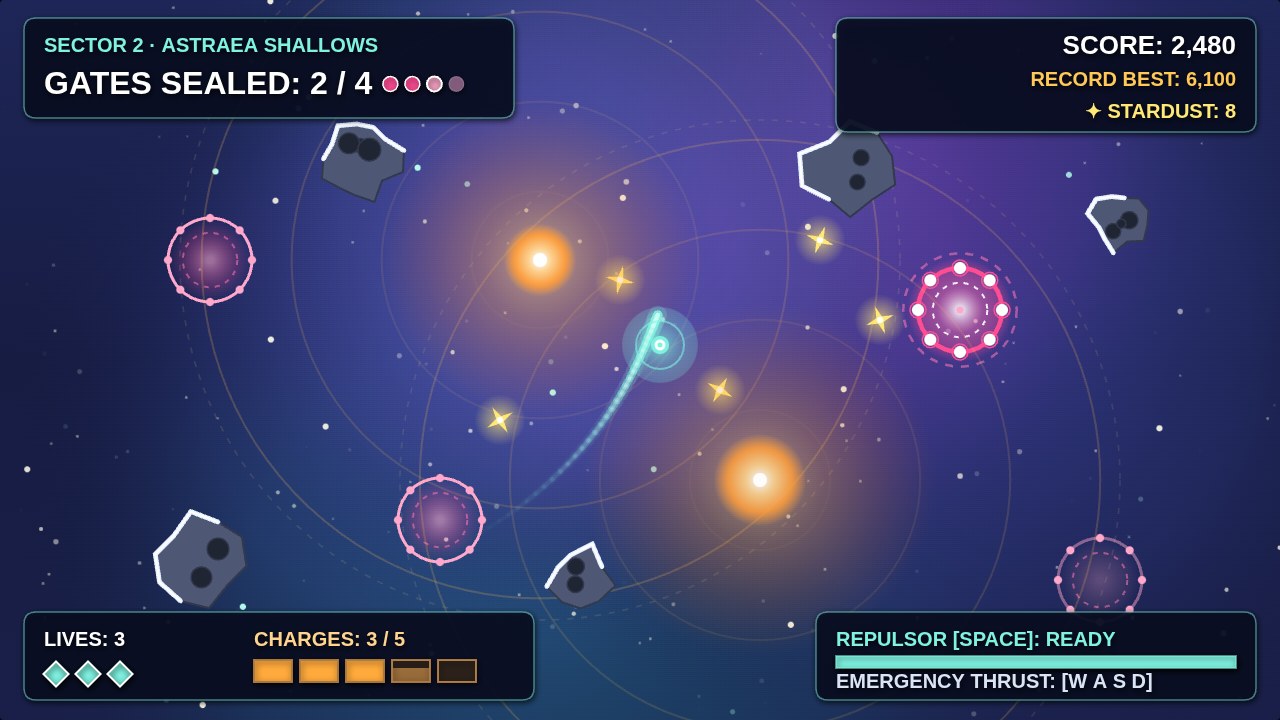 SECTOR 2 · ASTRAEA SHALLOWS
GATES SEALED: 2 / 4
SCORE: 2,480
RECORD BEST: 6,100
✦ STARDUST: 8
LIVES: 3
CHARGES: 3 / 5
REPULSOR [SPACE]: READY
EMERGENCY THRUST: [W A S D]